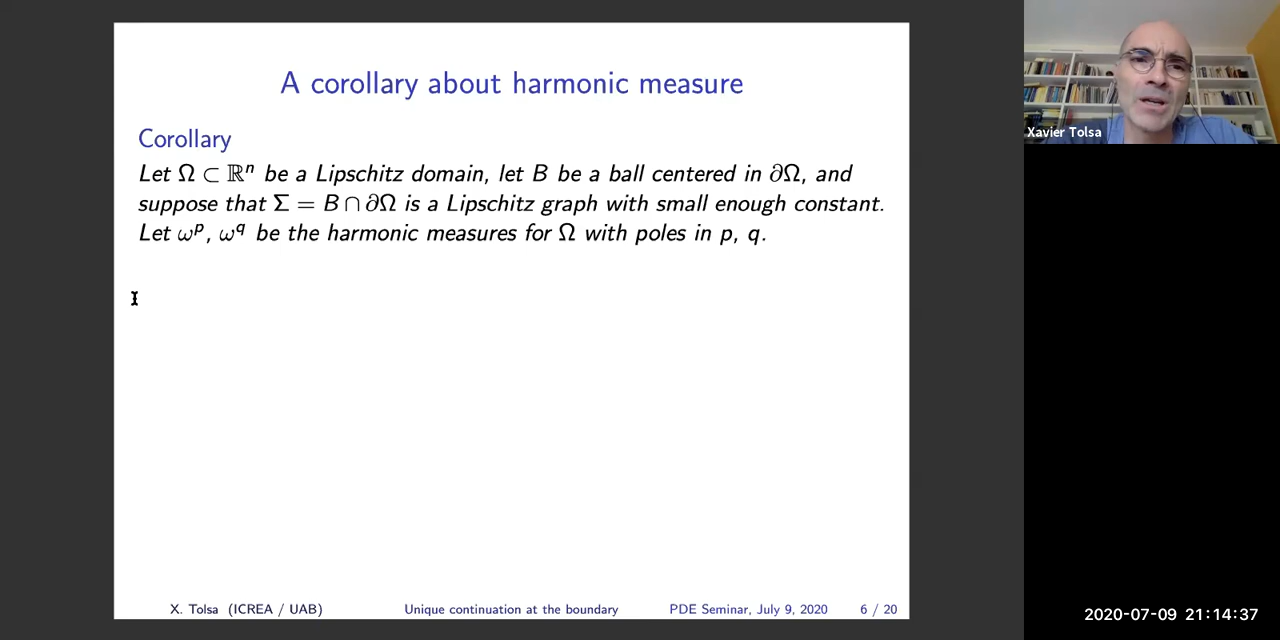 A corollary about harmonic measure
Corollary
Let Ω ⊂ ℝⁿ be a Lipschitz domain, let B be a ball centered in ∂Ω, and
suppose that Σ = B ∩ ∂Ω is a Lipschitz graph with small enough constant.
Let ωᵖ, ω^q be the harmonic measures for Ω with poles in p, q.
X. Tolsa (ICREA / UAB) Unique continuation at the boundary PDE Seminar, July 9, 2020 6 / 20
Xavier Tolsa
2020-07-09 21:14:37